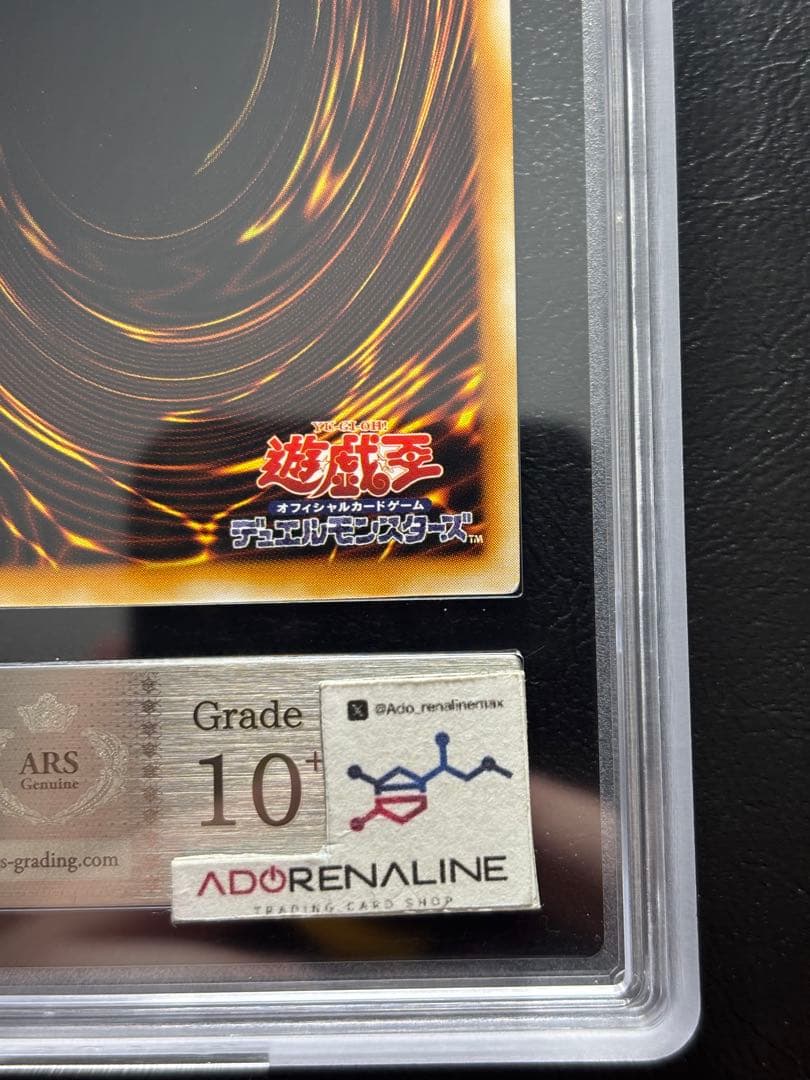 YU-GI-OH!
遊戯王
オフィシャルカードゲーム
デュエルモンスターズ™
ARS
Genuine
s-grading.com
Grade
10+
@Ado_renalinemax
ADORENALINE
TRADING CARD SHOP